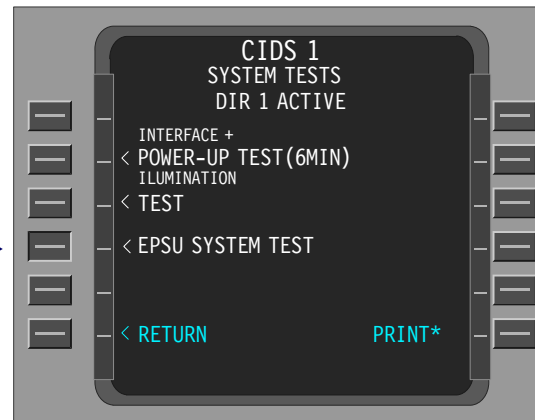 CIDS 1
SYSTEM TESTS
DIR 1 ACTIVE
INTERFACE +
< POWER-UP TEST(6MIN)
ILUMINATION
< TEST
< EPSU SYSTEM TEST
< RETURN PRINT*